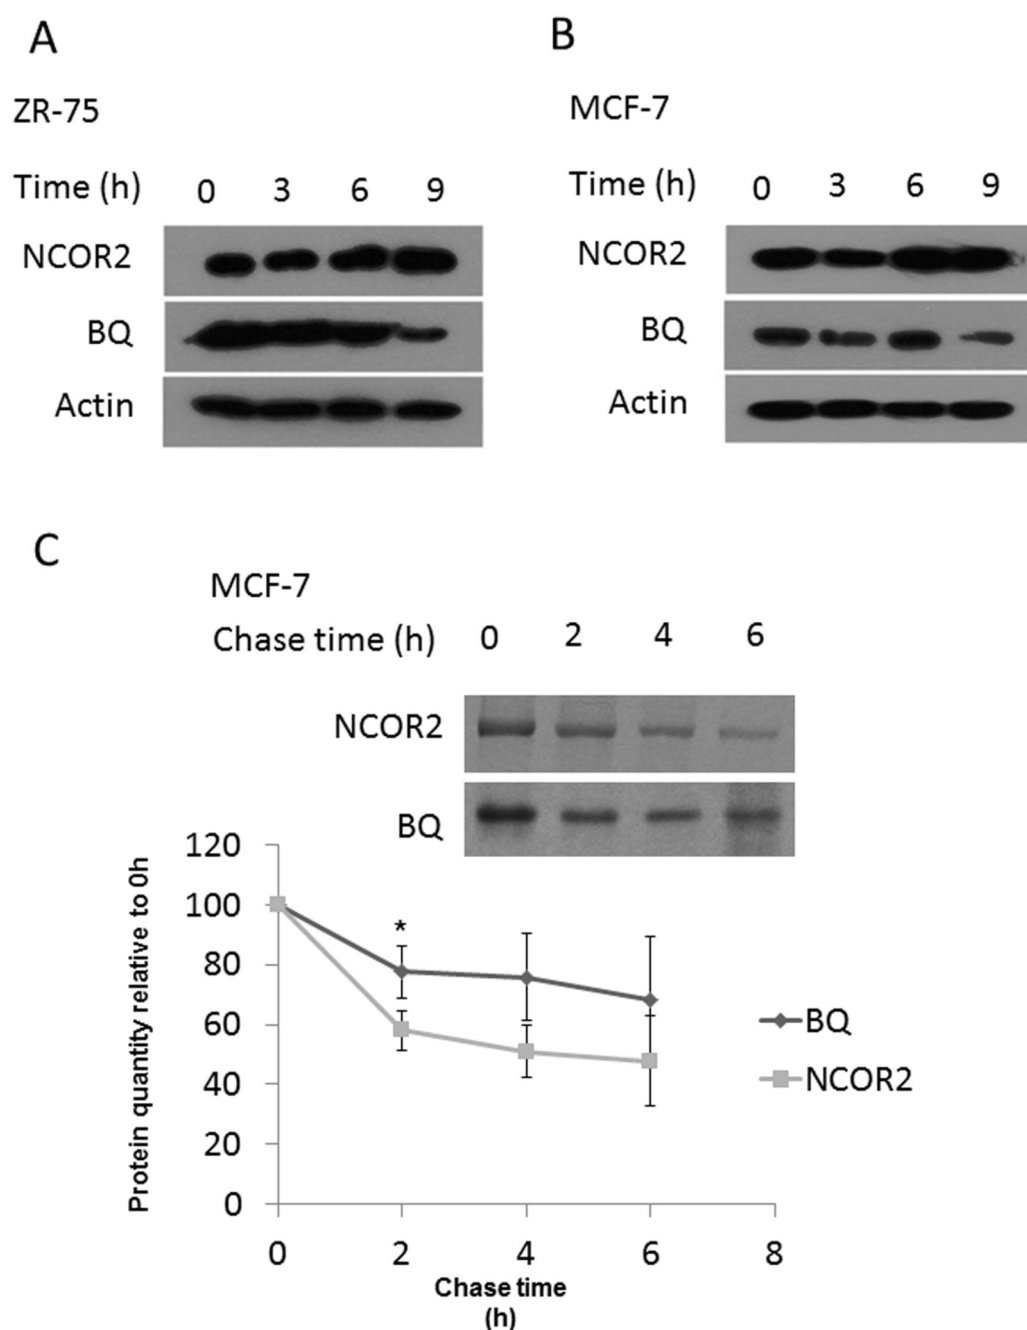 A
ZR-75
Time (h) 0 3 6 9
NCOR2
BQ
Actin
B
MCF-7
Time (h) 0 3 6 9
NCOR2
BQ
Actin
C
MCF-7
Chase time (h) 0 2 4 6
NCOR2
BQ
Protein quantity relative to 0h
120
100
80
60
40
20
0
*
0 2 4 6 8
Chase time
(h)
BQ
NCOR2